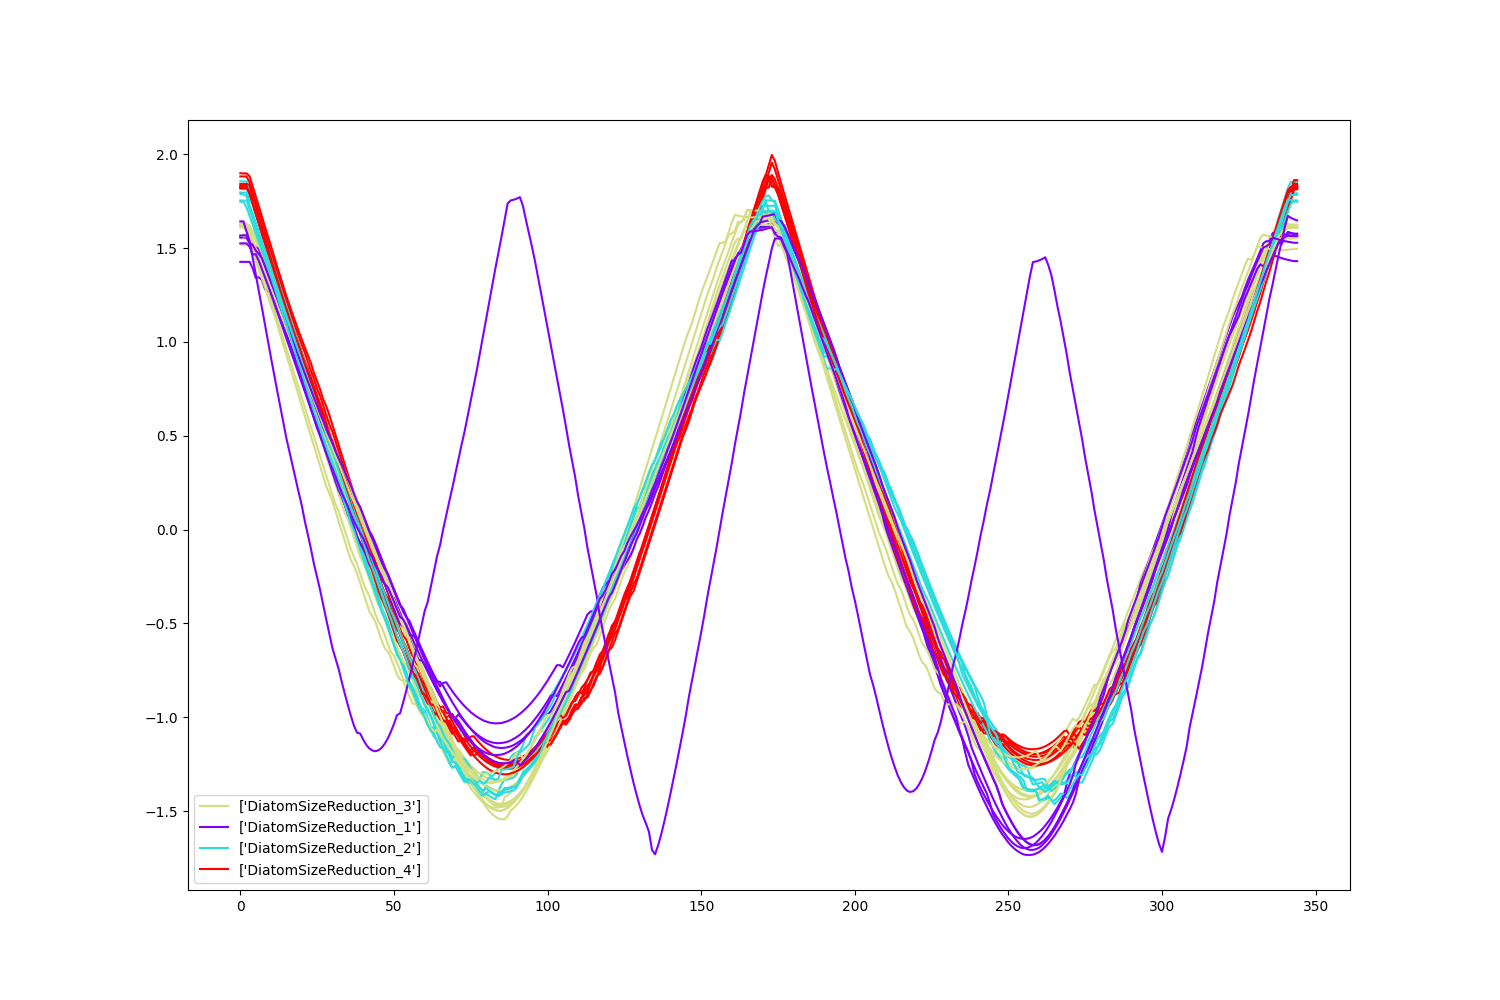 2.0
1.5
1.0
0.5
0.0
−0.5
−1.0
−1.5
['DiatomSizeReduction_3']
['DiatomSizeReduction_1']
['DiatomSizeReduction_2']
['DiatomSizeReduction_4']
0 50 100 150 200 250 300 350